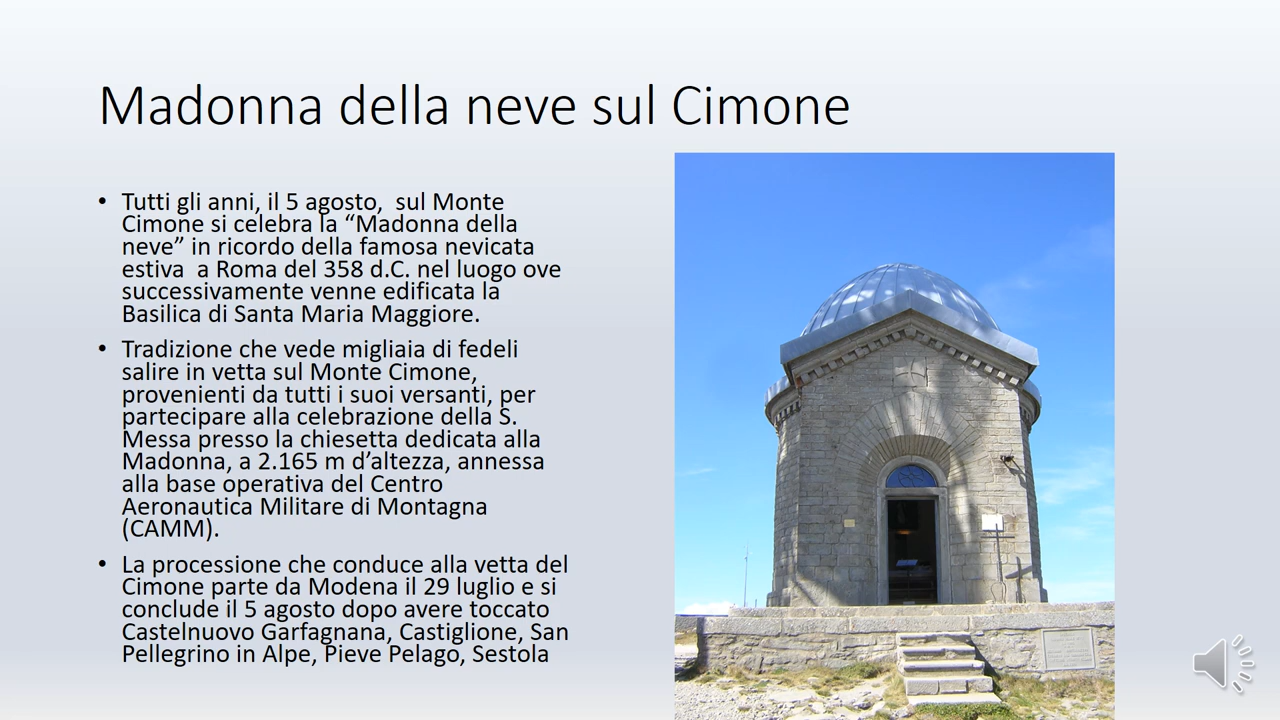 Madonna della neve sul Cimone
• Tutti gli anni, il 5 agosto,  sul Monte
Cimone si celebra la “Madonna della
neve” in ricordo della famosa nevicata
estiva  a Roma del 358 d.C. nel luogo ove
successivamente venne edificata la
Basilica di Santa Maria Maggiore.
• Tradizione che vede migliaia di fedeli
salire in vetta sul Monte Cimone,
provenienti da tutti i suoi versanti, per
partecipare alla celebrazione della S.
Messa presso la chiesetta dedicata alla
Madonna, a 2.165 m d’altezza, annessa
alla base operativa del Centro
Aeronautica Militare di Montagna
(CAMM).
• La processione che conduce alla vetta del
Cimone parte da Modena il 29 luglio e si
conclude il 5 agosto dopo avere toccato
Castelnuovo Garfagnana, Castiglione, San
Pellegrino in Alpe, Pieve Pelago, Sestola